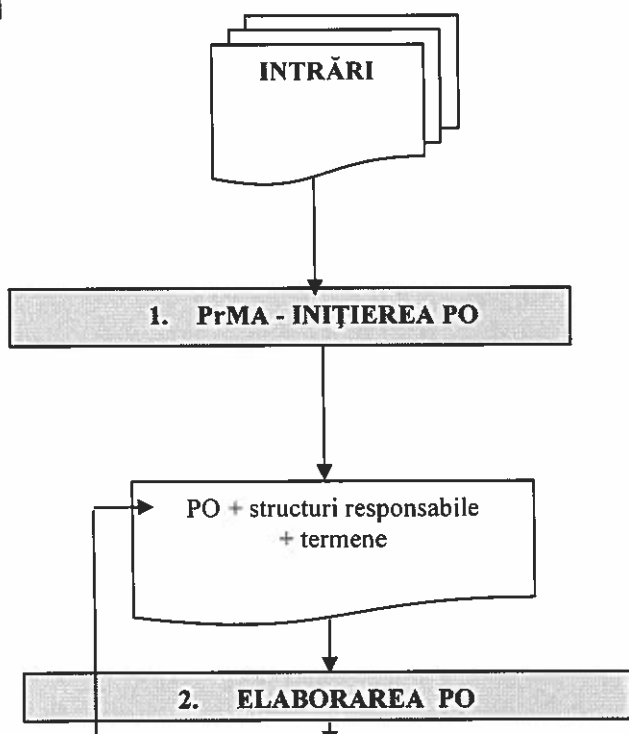 INTRĂRI
1. PrMA - INIŢIEREA PO
PO + structuri responsabile
+ termene
2. ELABORAREA PO